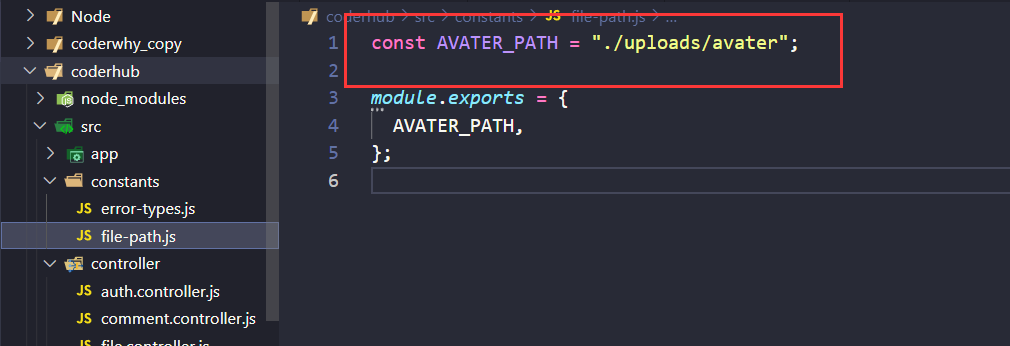 Node
coderwhy_copy
coderhub
node_modules
src
app
constants
JS error-types.js
JS file-path.js
controller
JS auth.controller.js
JS comment.controller.js
JS file.controller.js
coderhub > src > constants > JS file-path.js > ...
1 const AVATER_PATH = "./uploads/avater";
2
3 module.exports = {
4 AVATER_PATH,
5 };
6